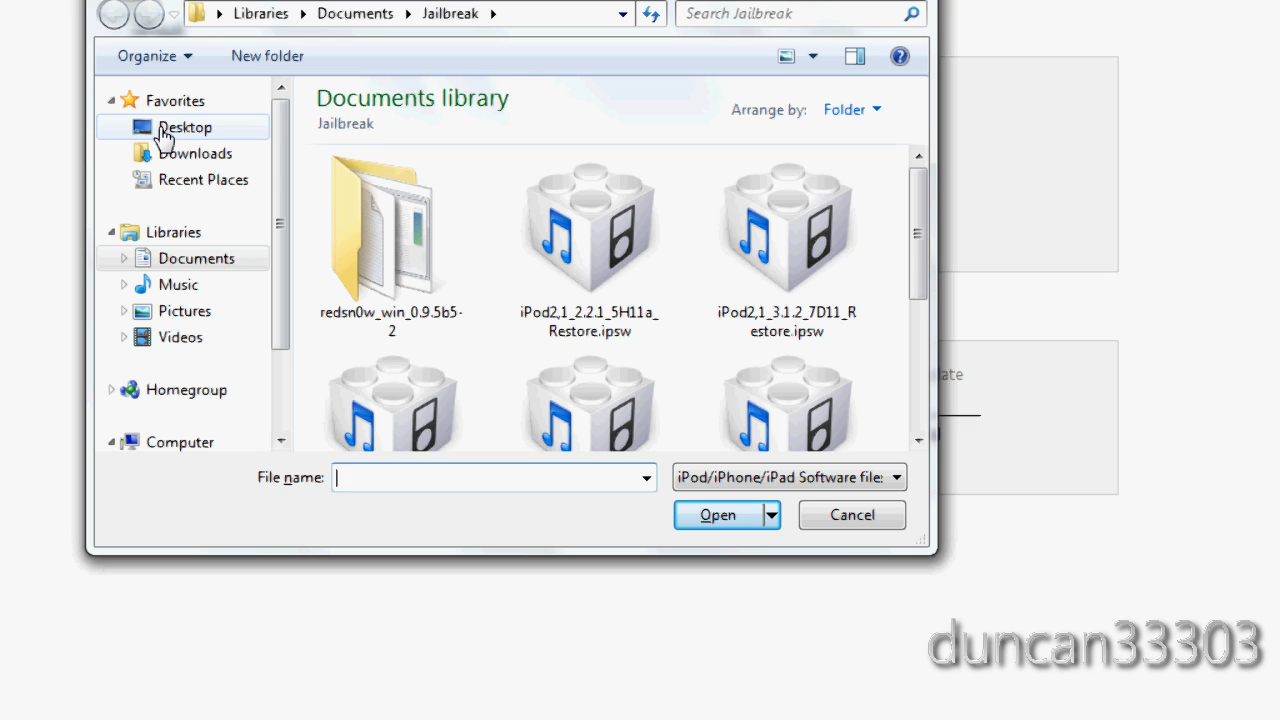 Libraries Documents Jailbreak
Search Jailbreak
Organize New folder
Favorites
Desktop
Downloads
Recent Places
Libraries
Documents
Music
Pictures
Videos
Homegroup
Computer
Documents library
Jailbreak
Arrange by: Folder
redsn0w_win_0.9.5b5-
2
iPod2,1_2.2.1_5H11a_
Restore.ipsw
iPod2,1_3.1.2_7D11_R
estore.ipsw
File name:
iPod/iPhone/iPad Software file:
Open
Cancel
duncan33303